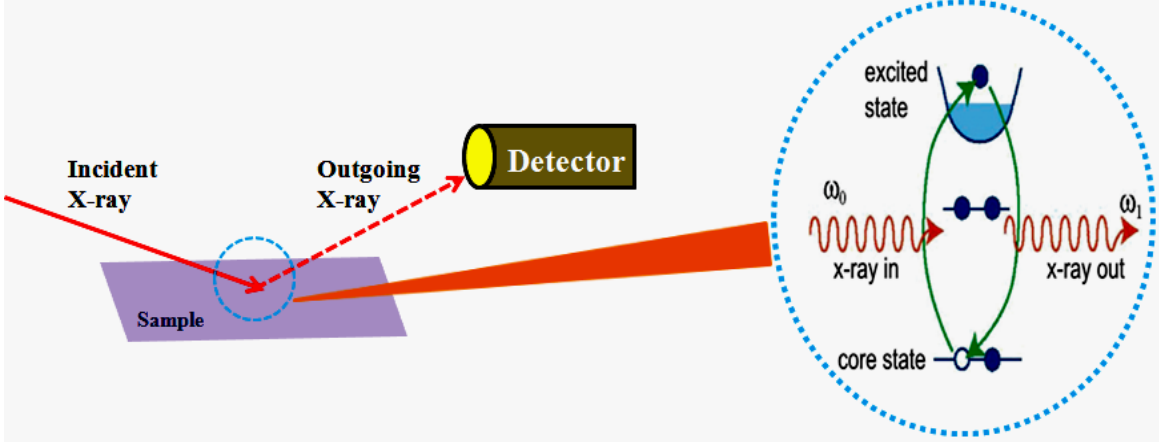 Incident
X-ray
Outgoing
X-ray
Detector
Sample
excited
state
ω₀
ω₁
x-ray in
x-ray out
core state